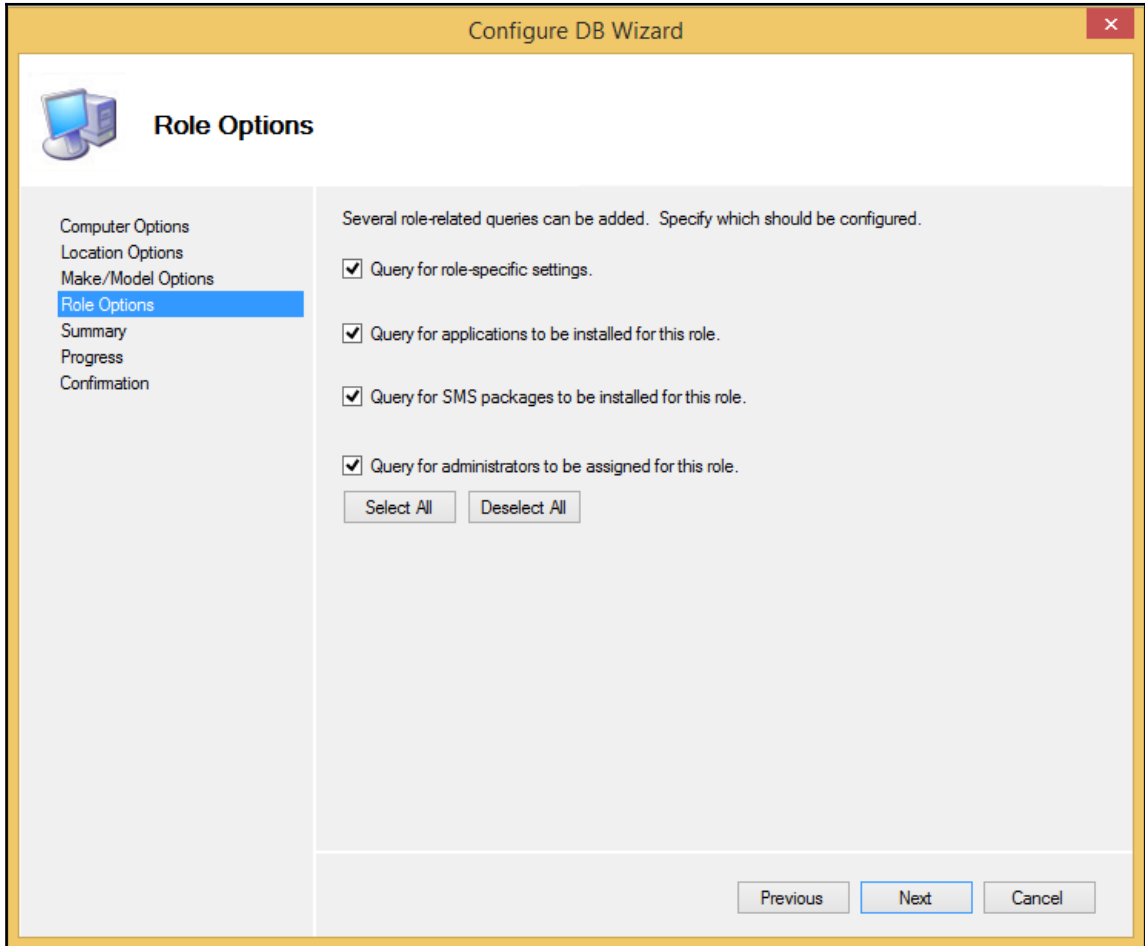 Configure DB Wizard
Role Options
Computer Options
Location Options
Make/Model Options
Role Options
Summary
Progress
Confirmation
Several role-related queries can be added.  Specify which should be configured.
Query for role-specific settings.
Query for applications to be installed for this role.
Query for SMS packages to be installed for this role.
Query for administrators to be assigned for this role.
Select All Deselect All
Previous Next Cancel